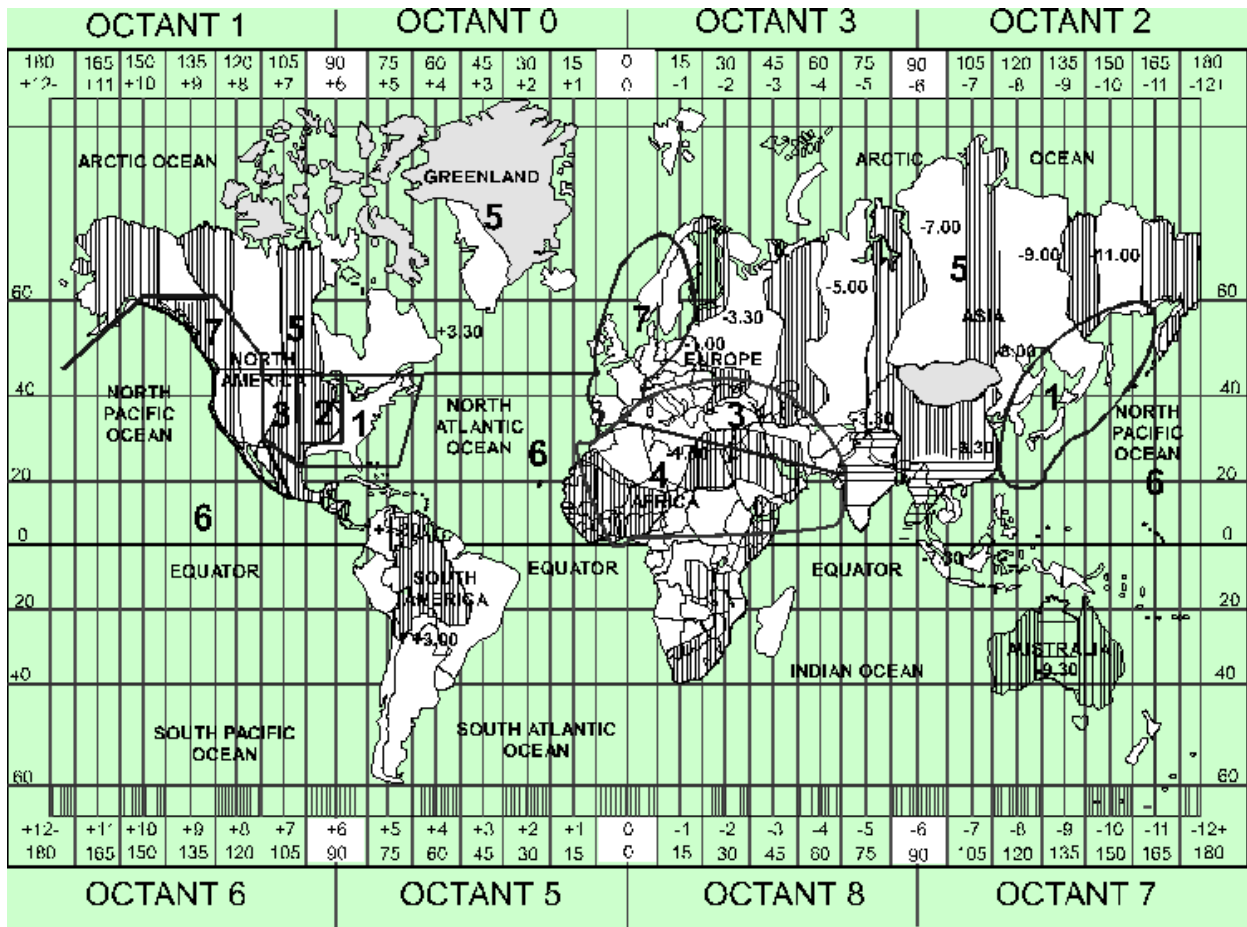 OCTANT 1 OCTANT 0 OCTANT 3 OCTANT 2
180 165 150 135 120 105 90 75 60 45 30 15 0 15 30 45 60 75 90 105 120 135 150 165 180
+12- +11 +10 +9 +8 +7 +6 +5 +4 +3 +2 +1 0 -1 -2 -3 -4 -5 -6 -7 -8 -9 -10 -11 -12+
ARCTIC OCEAN ARCTIC OCEAN
GREENLAND
5
-7.00
-9.00 -11.00
5
-5.00
60 60
7 5 +3.30 7 -3.30 ASIA
NORTH AMERICA EUROPE
40 40
NORTH PACIFIC OCEAN
3 2 1
NORTH ATLANTIC OCEAN
3
1
NORTH PACIFIC OCEAN
6 4 6
20 AFRICA 20
6
0 0
EQUATOR EQUATOR EQUATOR
SOUTH AMERICA
20 20
+3.00 AUSTRALIA
INDIAN OCEAN -9.30
40 40
SOUTH PACIFIC OCEAN
SOUTH ATLANTIC OCEAN
60 60
+12- +11 +10 +9 +8 +7 +6 +5 +4 +3 +2 +1 0 -1 -2 -3 -4 -5 -6 -7 -8 -9 -10 -11 -12+
180 165 150 135 120 105 90 75 60 45 30 15 0 15 30 45 60 75 90 105 120 135 150 165 180
OCTANT 6 OCTANT 5 OCTANT 8 OCTANT 7